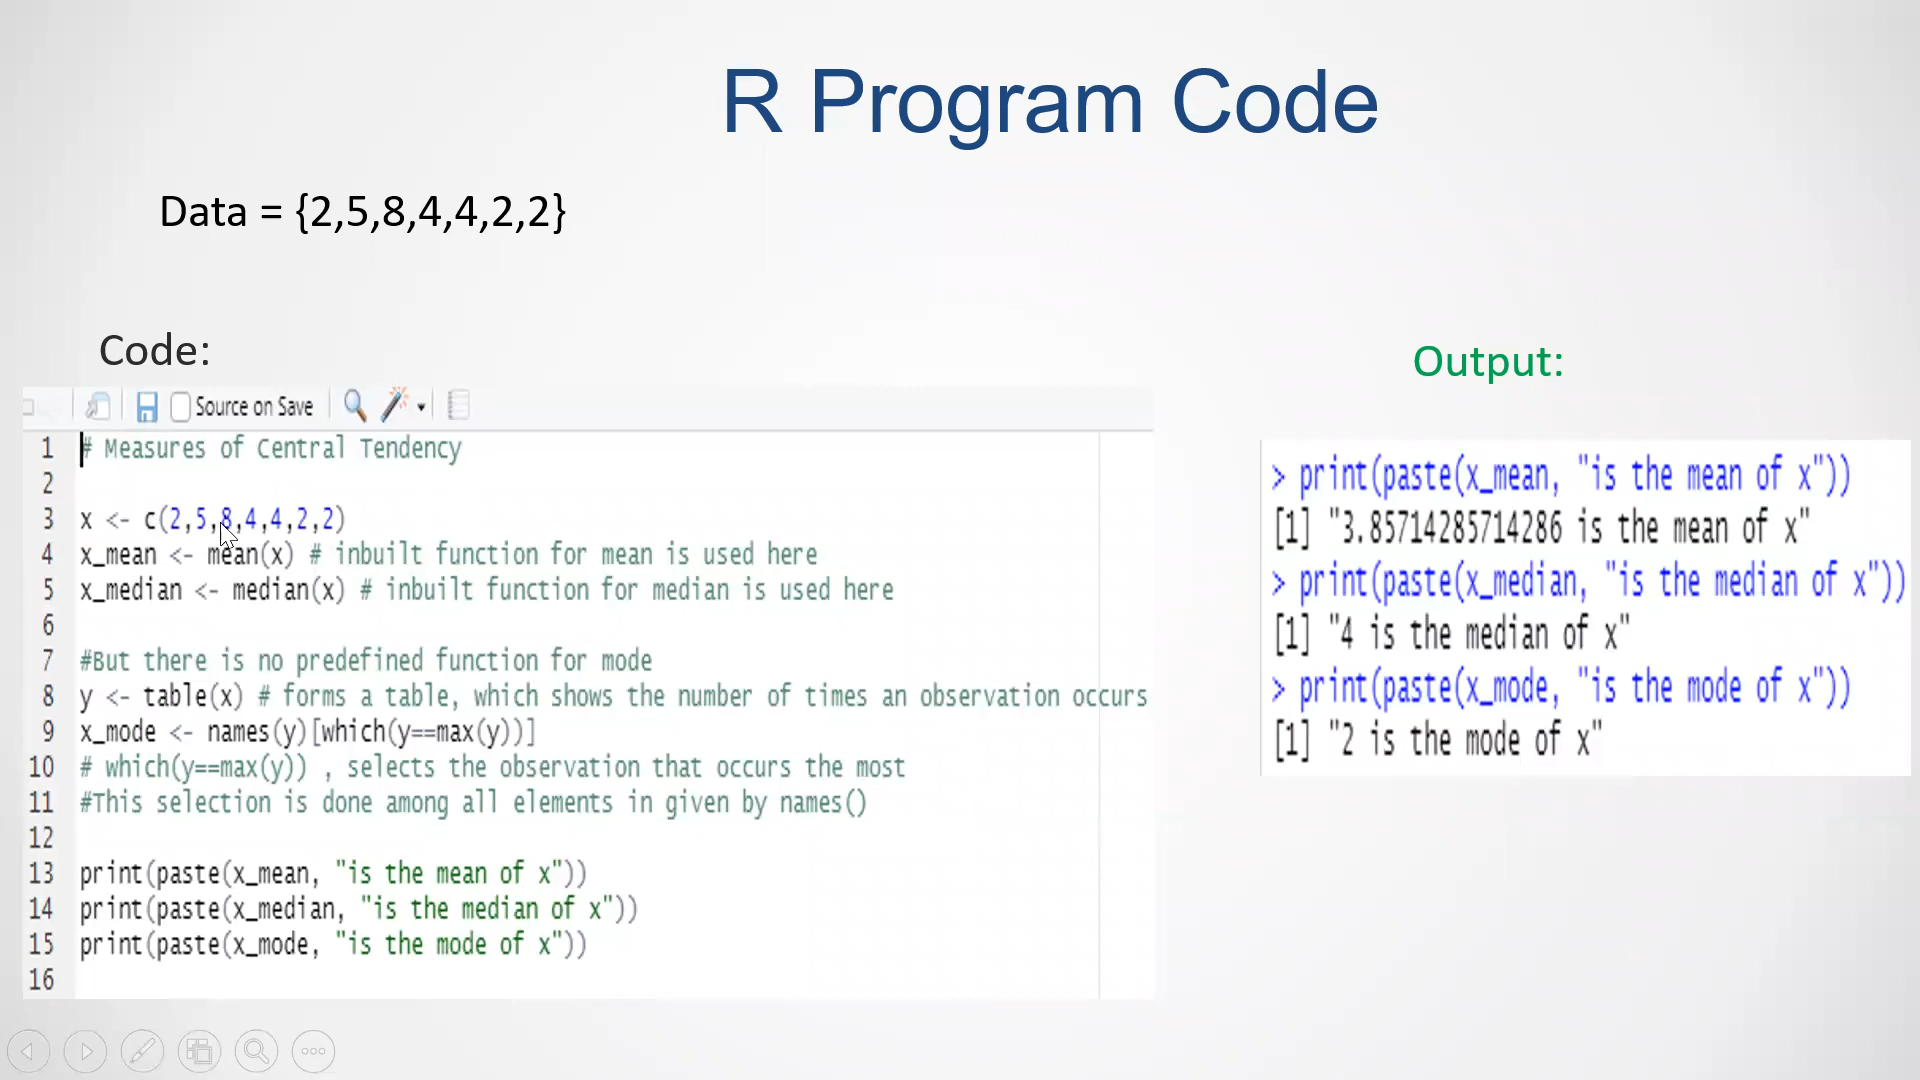 R Program Code
Data = {2,5,8,4,4,2,2}
Code:
Source on Save
1 # Measures of Central Tendency
2
3 x <- c(2,5,8,4,4,2,2)
4 x_mean <- mean(x) # inbuilt function for mean is used here
5 x_median <- median(x) # inbuilt function for median is used here
6
7 #But there is no predefined function for mode
8 y <- table(x) # forms a table, which shows the number of times an observation occurs
9 x_mode <- names(y)[which(y==max(y))]
10 # which(y==max(y)) , selects the observation that occurs the most
11 #This selection is done among all elements in given by names()
12
13 print(paste(x_mean, "is the mean of x"))
14 print(paste(x_median, "is the median of x"))
15 print(paste(x_mode, "is the mode of x"))
16
Output:
> print(paste(x_mean, "is the mean of x"))
[1] "3.85714285714286 is the mean of x"
> print(paste(x_median, "is the median of x"))
[1] "4 is the median of x"
> print(paste(x_mode, "is the mode of x"))
[1] "2 is the mode of x"